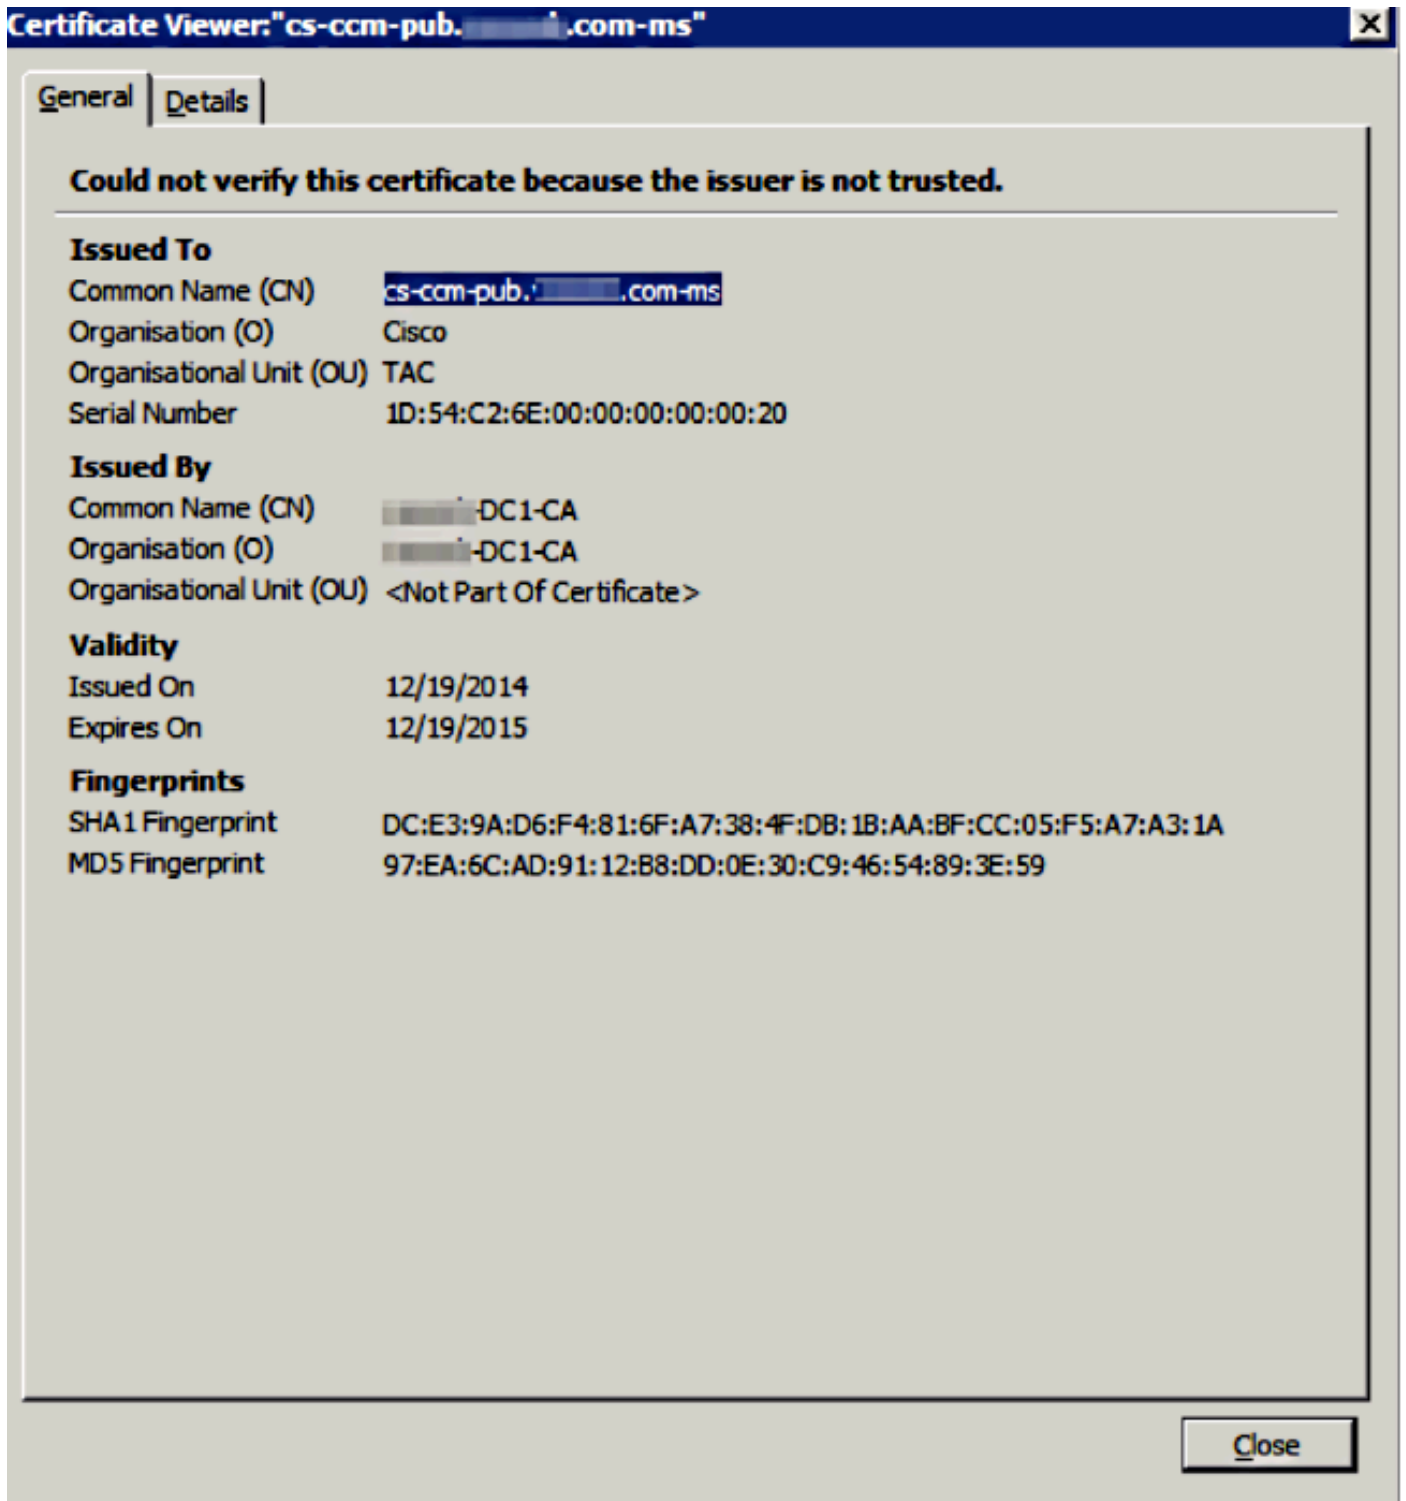 Certificate Viewer:"cs-ccm-pub. .com-ms"
General Details
Could not verify this certificate because the issuer is not trusted.
Issued To
Common Name (CN) cs-ccm-pub. .com-ms
Organisation (O) Cisco
Organisational Unit (OU) TAC
Serial Number 1D:54:C2:6E:00:00:00:00:00:20
Issued By
Common Name (CN) -DC1-CA
Organisation (O) -DC1-CA
Organisational Unit (OU) <Not Part Of Certificate>
Validity
Issued On 12/19/2014
Expires On 12/19/2015
Fingerprints
SHA1 Fingerprint DC:E3:9A:D6:F4:81:6F:A7:38:4F:DB:1B:AA:BF:CC:05:F5:A7:A3:1A
MD5 Fingerprint 97:EA:6C:AD:91:12:B8:DD:0E:30:C9:46:54:89:3E:59
Close